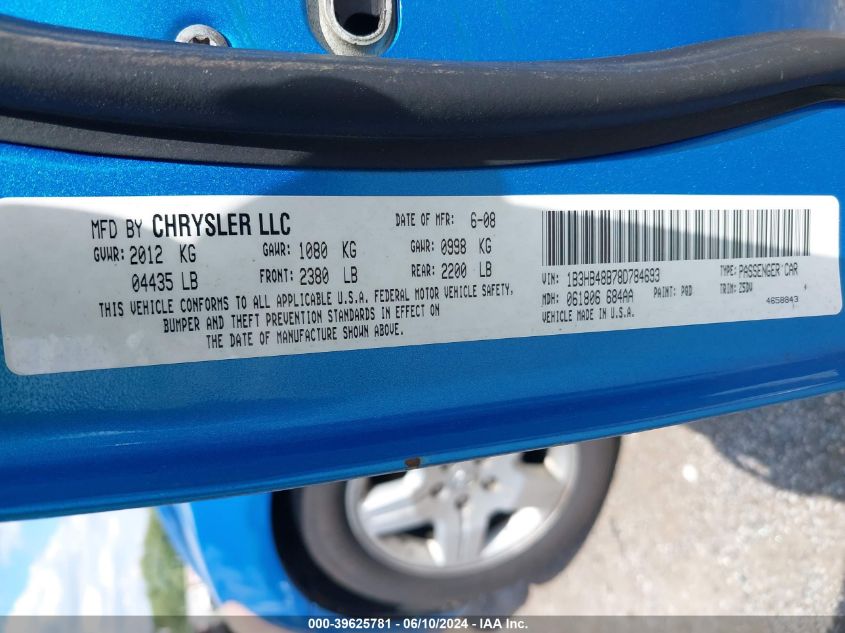 MFD BY CHRYSLER LLC DATE OF MFR: 6-08
GVWR: 2012 KG GAWR: 1080 KG GAWR: 0998 KG
04435 LB FRONT: 2380 LB REAR: 2200 LB
THIS VEHICLE CONFORMS TO ALL APPLICABLE U.S.A. FEDERAL MOTOR VEHICLE SAFETY,
BUMPER AND THEFT PREVENTION STANDARDS IN EFFECT ON
THE DATE OF MANUFACTURE SHOWN ABOVE.
VIN: 1B3HB48B78D784693 TYPE: PASSENGER CAR
MDH: 061806 684AA PAINT: PQD TRIM: Z5DV
VEHICLE MADE IN U.S.A. 4658843
000-39625781 - 06/10/2024 - IAA Inc.